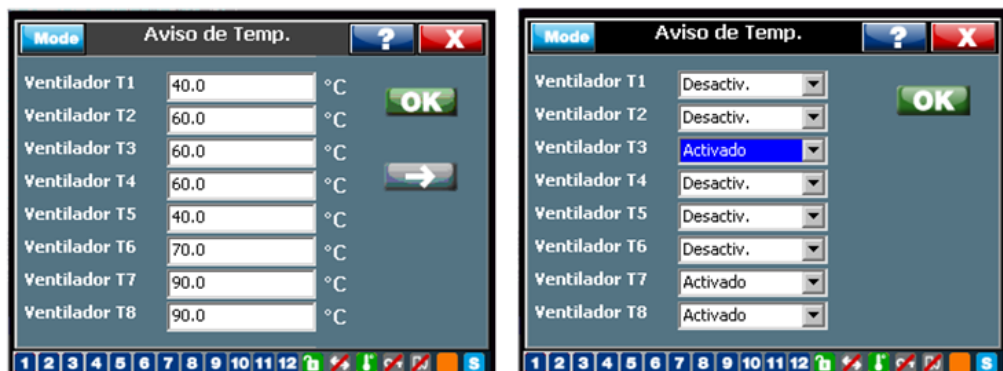 Mode Aviso de Temp. ? X
Ventilador T1 40.0 °C OK
Ventilador T2 60.0 °C
Ventilador T3 60.0 °C
Ventilador T4 60.0 °C
Ventilador T5 40.0 °C
Ventilador T6 70.0 °C
Ventilador T7 90.0 °C
Ventilador T8 90.0 °C
1 2 3 4 5 6 7 8 9 10 11 12 S
Mode Aviso de Temp. ? X
Ventilador T1 Desactiv. OK
Ventilador T2 Desactiv.
Ventilador T3 Activado
Ventilador T4 Desactiv.
Ventilador T5 Desactiv.
Ventilador T6 Desactiv.
Ventilador T7 Activado
Ventilador T8 Activado
1 2 3 4 5 6 7 8 9 10 11 12 S